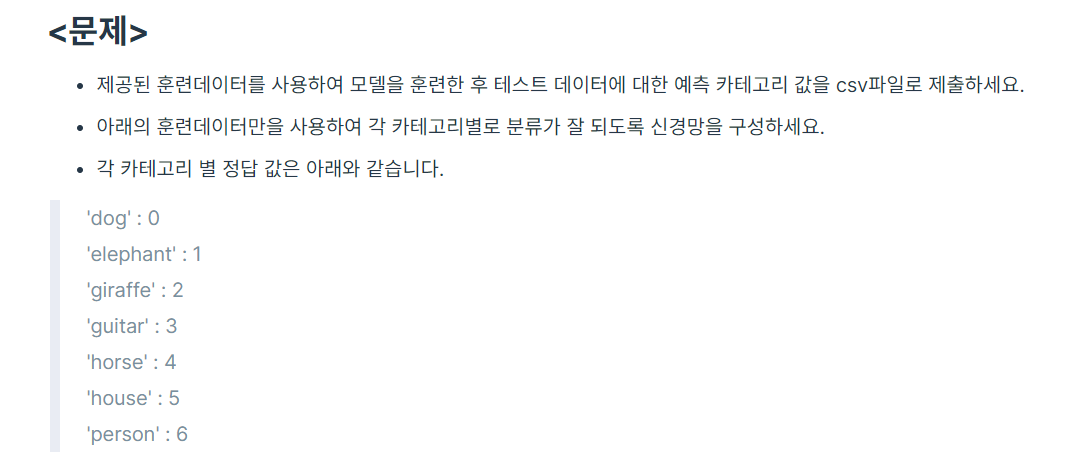 <문제>
• 제공된 훈련데이터를 사용하여 모델을 훈련한 후 테스트 데이터에 대한 예측 카테고리 값을 csv파일로 제출하세요.
• 아래의 훈련데이터만을 사용하여 각 카테고리별로 분류가 잘 되도록 신경망을 구성하세요.
• 각 카테고리 별 정답 값은 아래와 같습니다.
'dog' : 0
'elephant' : 1
'giraffe' : 2
'guitar' : 3
'horse' : 4
'house' : 5
'person' : 6